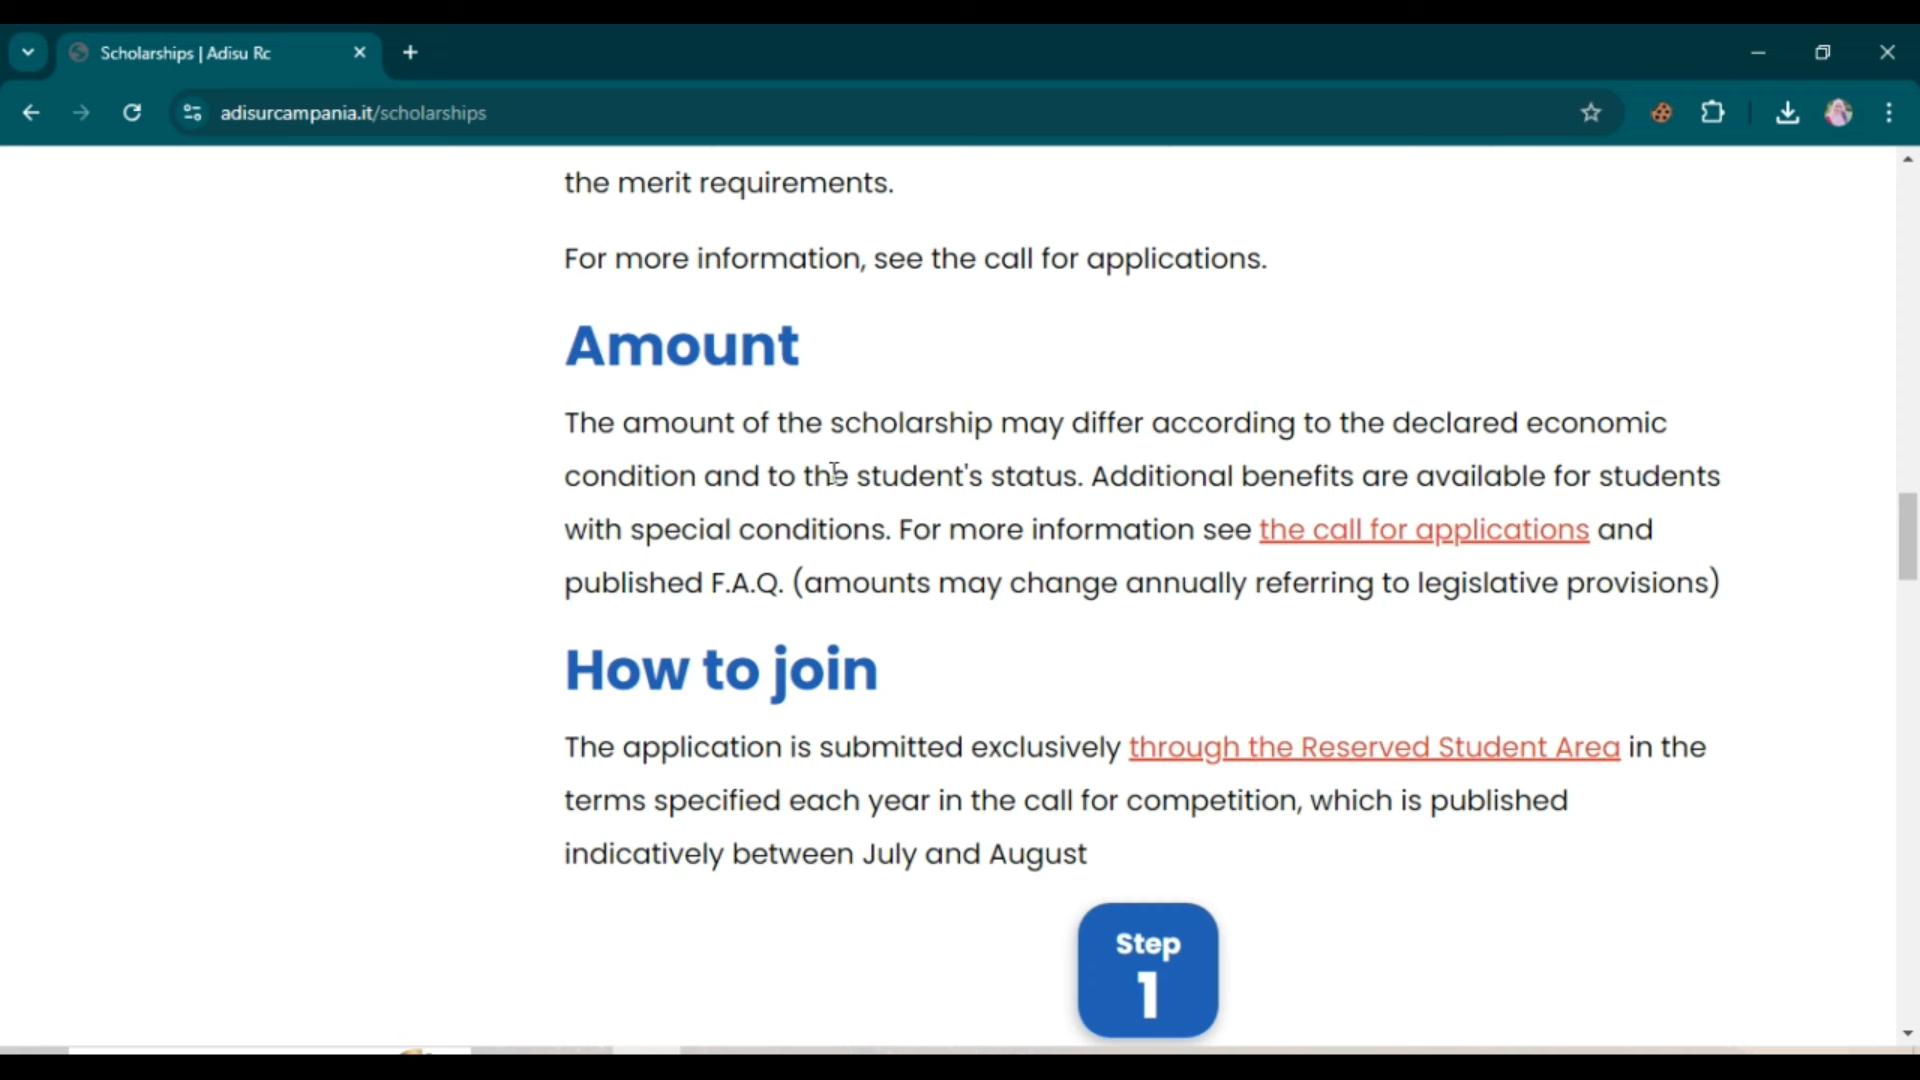 Scholarships | Adisu Rc
adisurcampania.it/scholarships
the merit requirements.
For more information, see the call for applications.
Amount
The amount of the scholarship may differ according to the declared economic
condition and to the student's status. Additional benefits are available for students
with special conditions. For more information see the call for applications and
published F.A.Q. (amounts may change annually referring to legislative provisions)
How to join
The application is submitted exclusively through the Reserved Student Area in the
terms specified each year in the call for competition, which is published
indicatively between July and August
Step
1